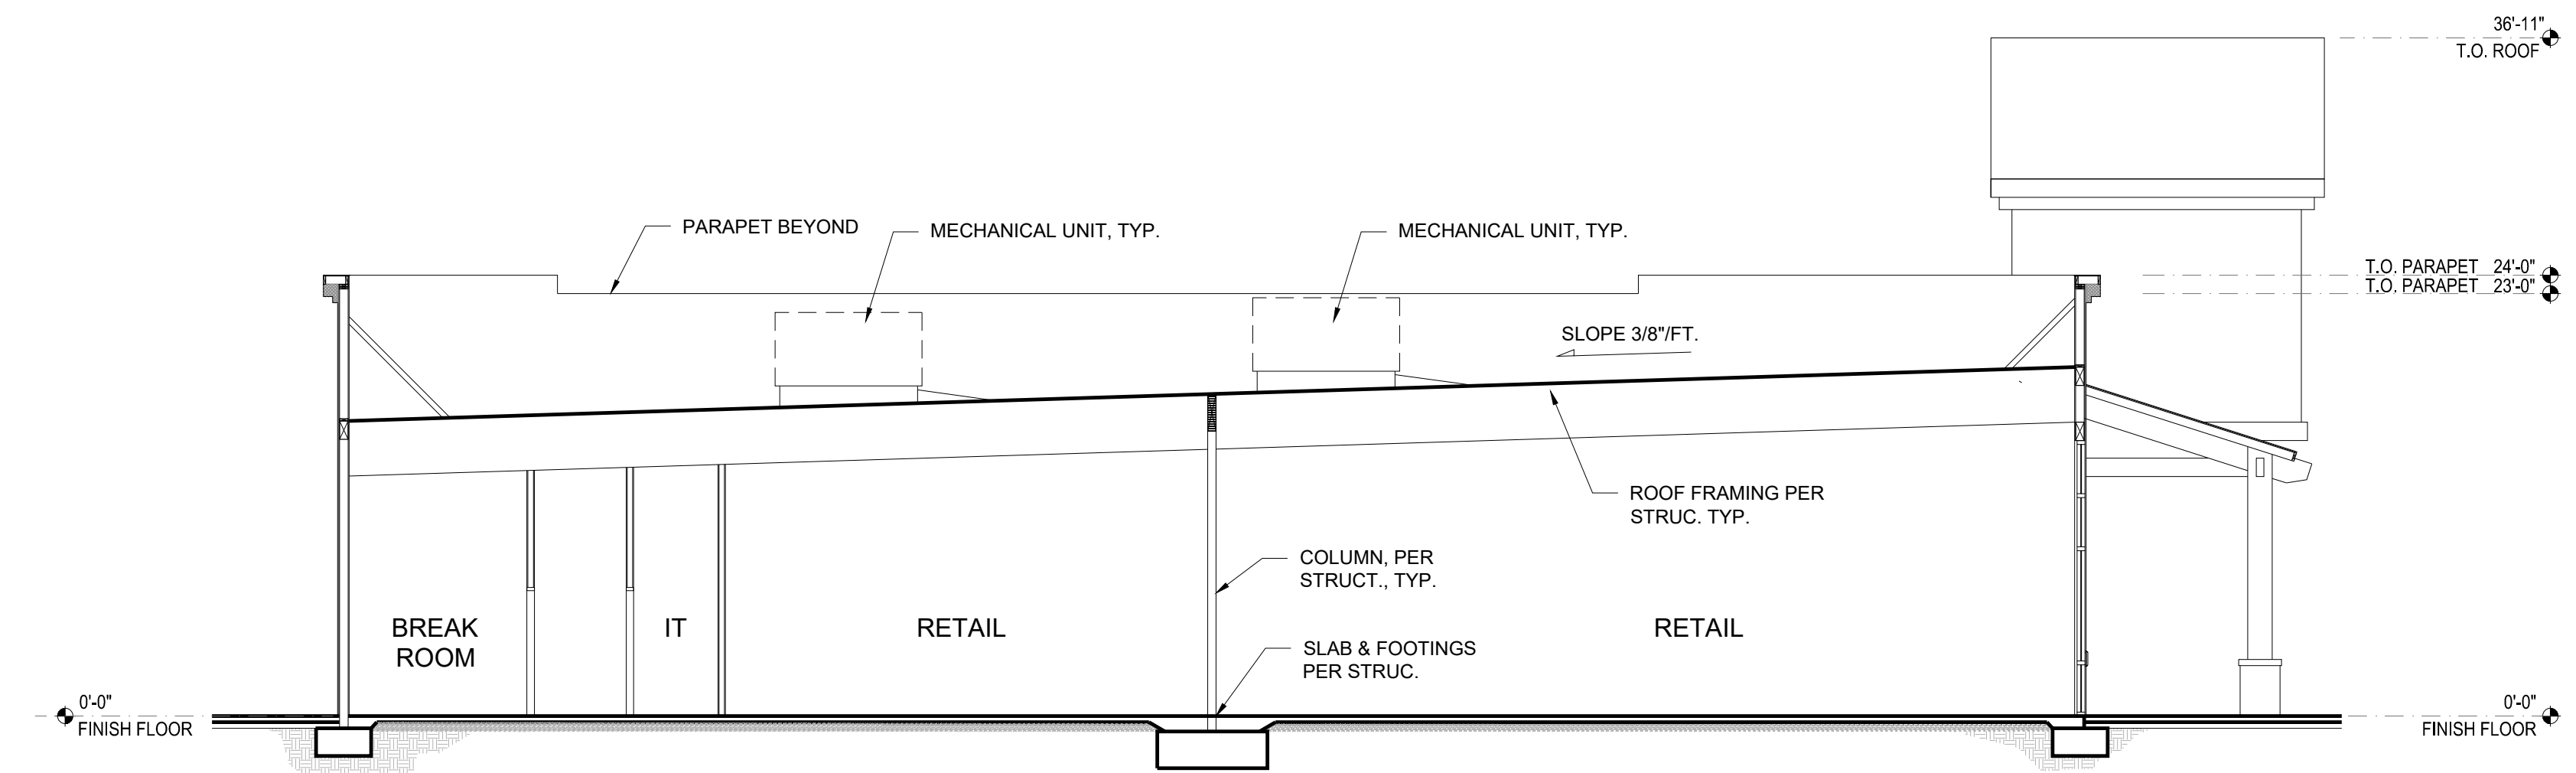 36'-11"
T.O. ROOF
PARAPET BEYOND
MECHANICAL UNIT, TYP.
MECHANICAL UNIT, TYP.
T.O. PARAPET 24'-0"
T.O. PARAPET 23'-0"
SLOPE 3/8"/FT.
ROOF FRAMING PER
STRUC. TYP.
COLUMN, PER
STRUCT., TYP.
BREAK
ROOM
IT
RETAIL
RETAIL
SLAB & FOOTINGS
PER STRUC.
0'-0"
FINISH FLOOR
0'-0"
FINISH FLOOR